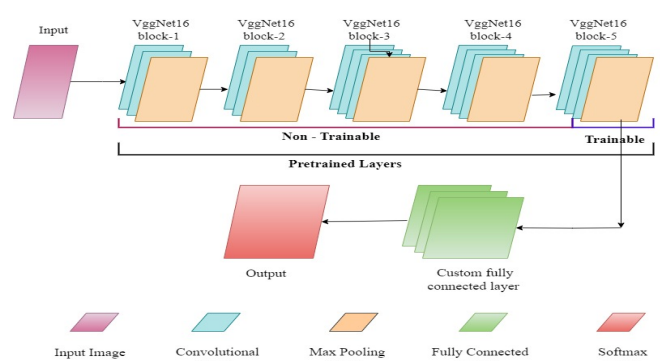 Input
VggNet16
block-1
VggNet16
block-2
VggNet16
block-3
VggNet16
block-4
VggNet16
block-5
Non - Trainable
Trainable
Pretrained Layers
Output
Custom fully
connected layer
Input Image
Convolutional
Max Pooling
Fully Connected
Softmax